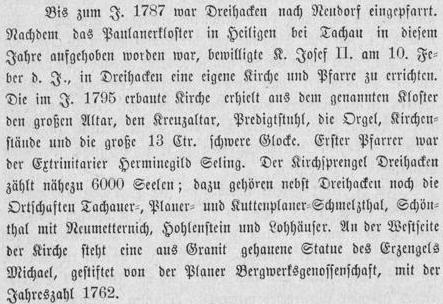 Bis zum J. 1787 war Dreihacken nach Neudorf eingepfarrt.
Nachdem das Paulanerkloster in Heiligen bei Tachau in diesem
Jahre aufgehoben worden war, bewilligte K. Josef II. am 10. Fe-
ber d. J., in Dreihacken eine eigene Kirche und Pfarre zu errichten.
Die im J. 1795 erbaute Kirche erhielt aus dem genannten Kloster
den großen Altar, den Kreuzaltar, Predigtstuhl, die Orgel, Kirchen-
stände und die große 13 Ctr. schwere Glocke. Erster Pfarrer war
der Extrinitarier Herminegild Seling. Der Kirchsprengel Dreihacken
zählt nahezu 6000 Seelen; dazu gehören nebst Dreihacken noch die
Ortschaften Tachauer-, Planer- und Kuttenplaner-Schmelzthal, Schön-
thal mit Neumetternich, Hohlenstein und Lohhäuser. An der Westseite
der Kirche steht eine aus Granit gehauene Statue des Erzengels
Michael, gestiftet von der Planer Bergwerksgenossenschaft, mit der
Jahreszahl 1762.